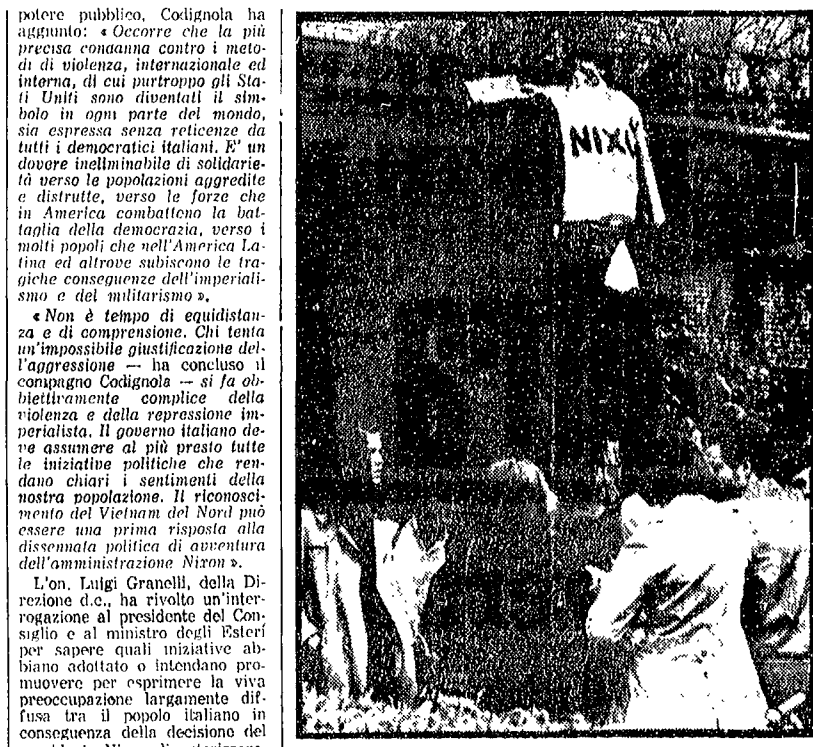 potere pubblico, Codignola ha
aggiunto: « Occorre che la più
precisa condanna contro i meto-
di di violenza, internazionale ed
interna, di cui purtroppo gli Sta-
ti Uniti sono diventati il sim-
bolo in ogni parte del mondo,
sia espressa senza reticenze da
tutti i democratici italiani. E' un
dovere ineliminabile di solidarie-
tà verso le popolazioni aggredite
e distrutte, verso le forze che
in America combattono la bat-
taglia della democrazia, verso i
molti popoli che nell'America La-
tina ed altrove subiscono le tra-
giche conseguenze dell'imperiali-
smo e del militarismo ».
« Non è tempo di equidistan-
za e di comprensione. Chi tenta
un'impossibile giustificazione del-
l'aggressione — ha concluso il
compagno Codignola — si fa ob-
biettivamente complice della
violenza e della repressione im-
perialista. Il governo italiano de-
ve assumere al più presto tutte
le iniziative politiche che ren-
dano chiari i sentimenti della
nostra popolazione. Il riconosci-
mento del Vietnam del Nord può
essere una prima risposta alla
dissennata politica di avventura
dell'amministrazione Nixon ».
L'on. Luigi Granelli, della Di-
rezione d.c., ha rivolto un'inter-
rogazione al presidente del Con-
siglio e al ministro degli Esteri
per sapere quali iniziative ab-
biano adottato o intendano pro-
muovere per esprimere la viva
preoccupazione largamente dif-
fusa tra il popolo italiano in
conseguenza della decisione del
NIXO